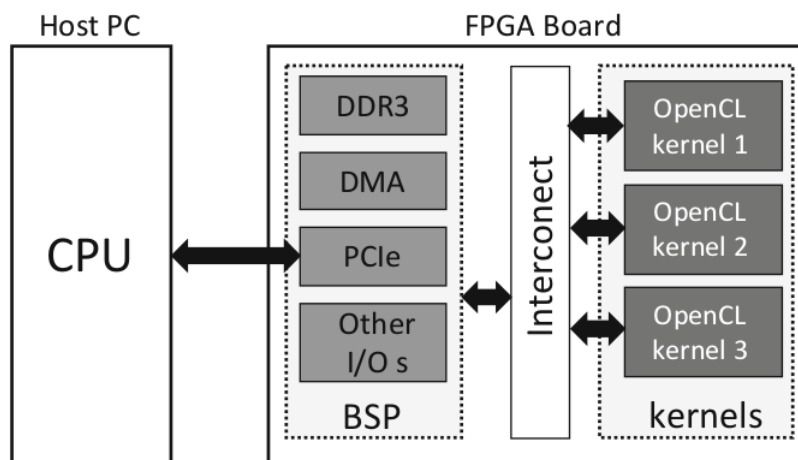 Host PC
FPGA Board
CPU
DDR3
DMA
PCIe
Other
I/O s
BSP
Interconect
OpenCL
kernel 1
OpenCL
kernel 2
OpenCL
kernel 3
kernels